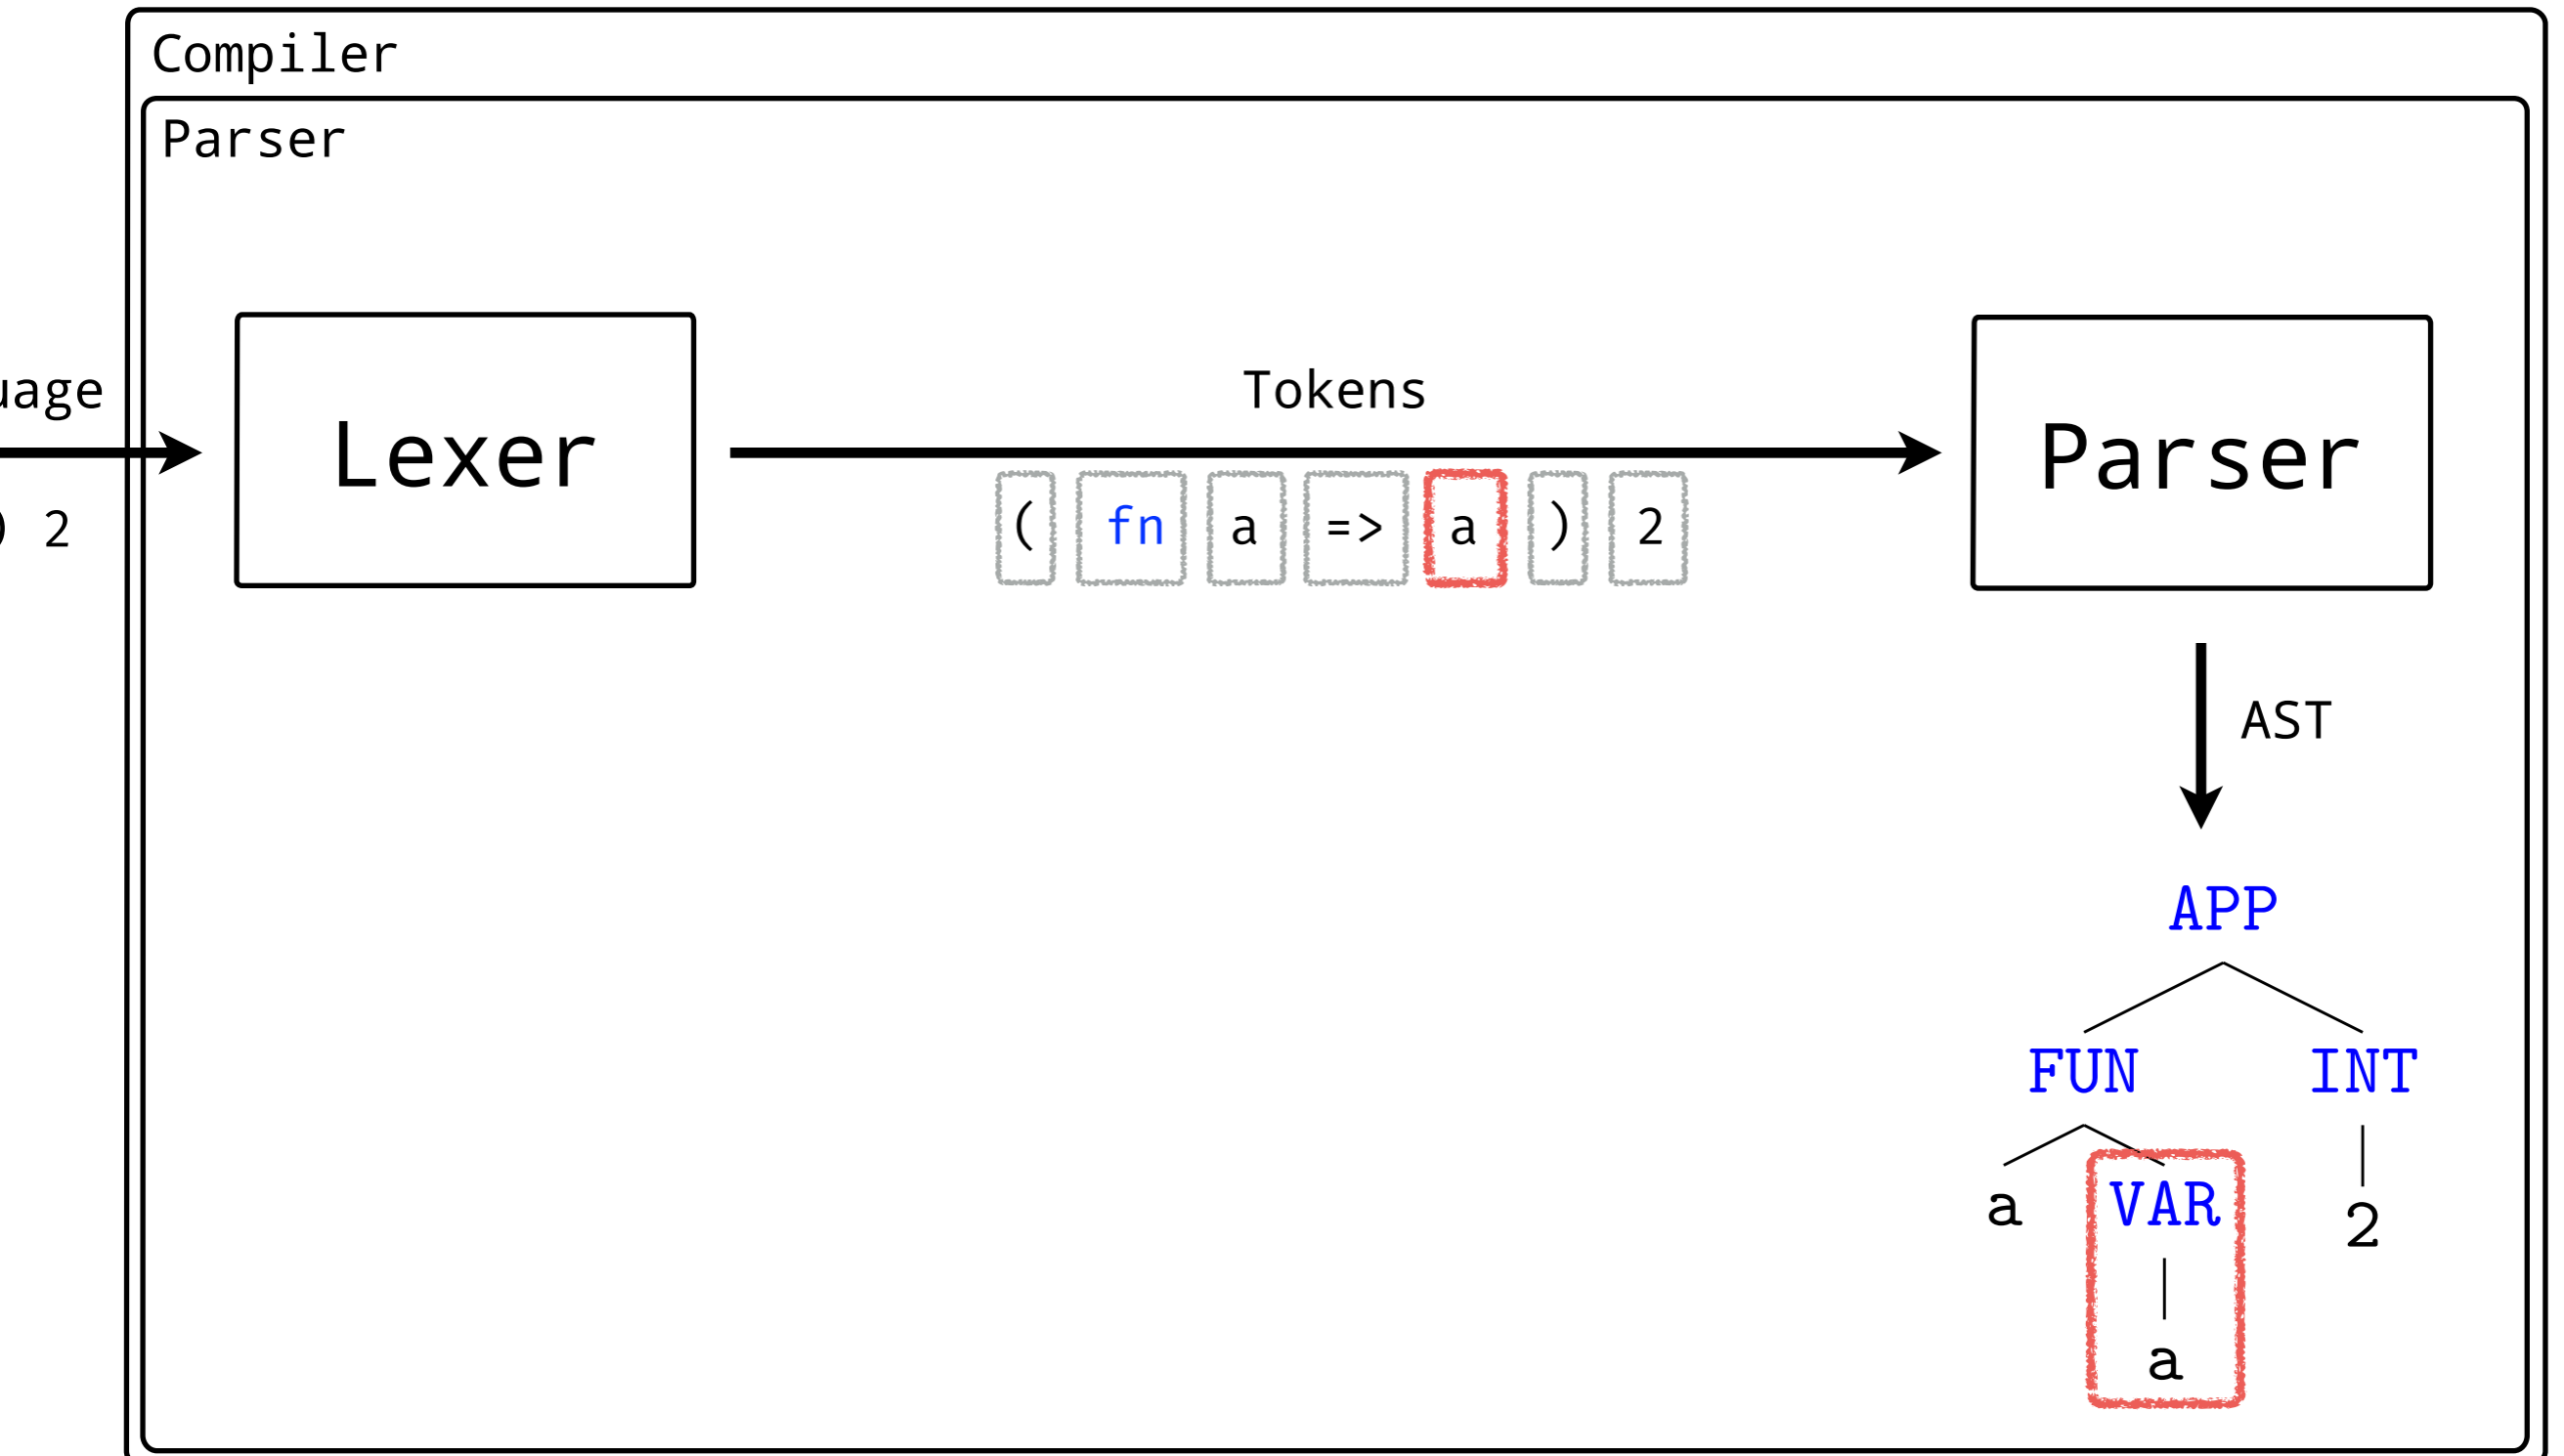 Compiler
Parser
uage
Tokens
Lexer
Parser
) 2
( fn a => a ) 2
AST
APP
FUN INT
a VAR 2
a